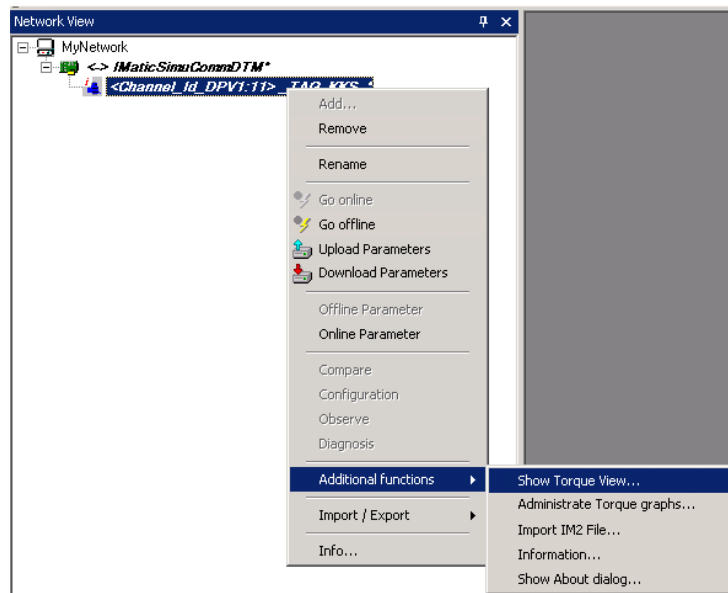 Network View
MyNetwork
<-> IMaticSimuCommDTM*
<Channel_Id_DPV1:11> _TAG_KKS_*
Add...
Remove
Rename
Go online
Go offline
Upload Parameters
Download Parameters
Offline Parameter
Online Parameter
Compare
Configuration
Observe
Diagnosis
Additional functions
Show Torque View...
Administrate Torque graphs...
Import / Export
Import IM2 File...
Info...
Information...
Show About dialog...